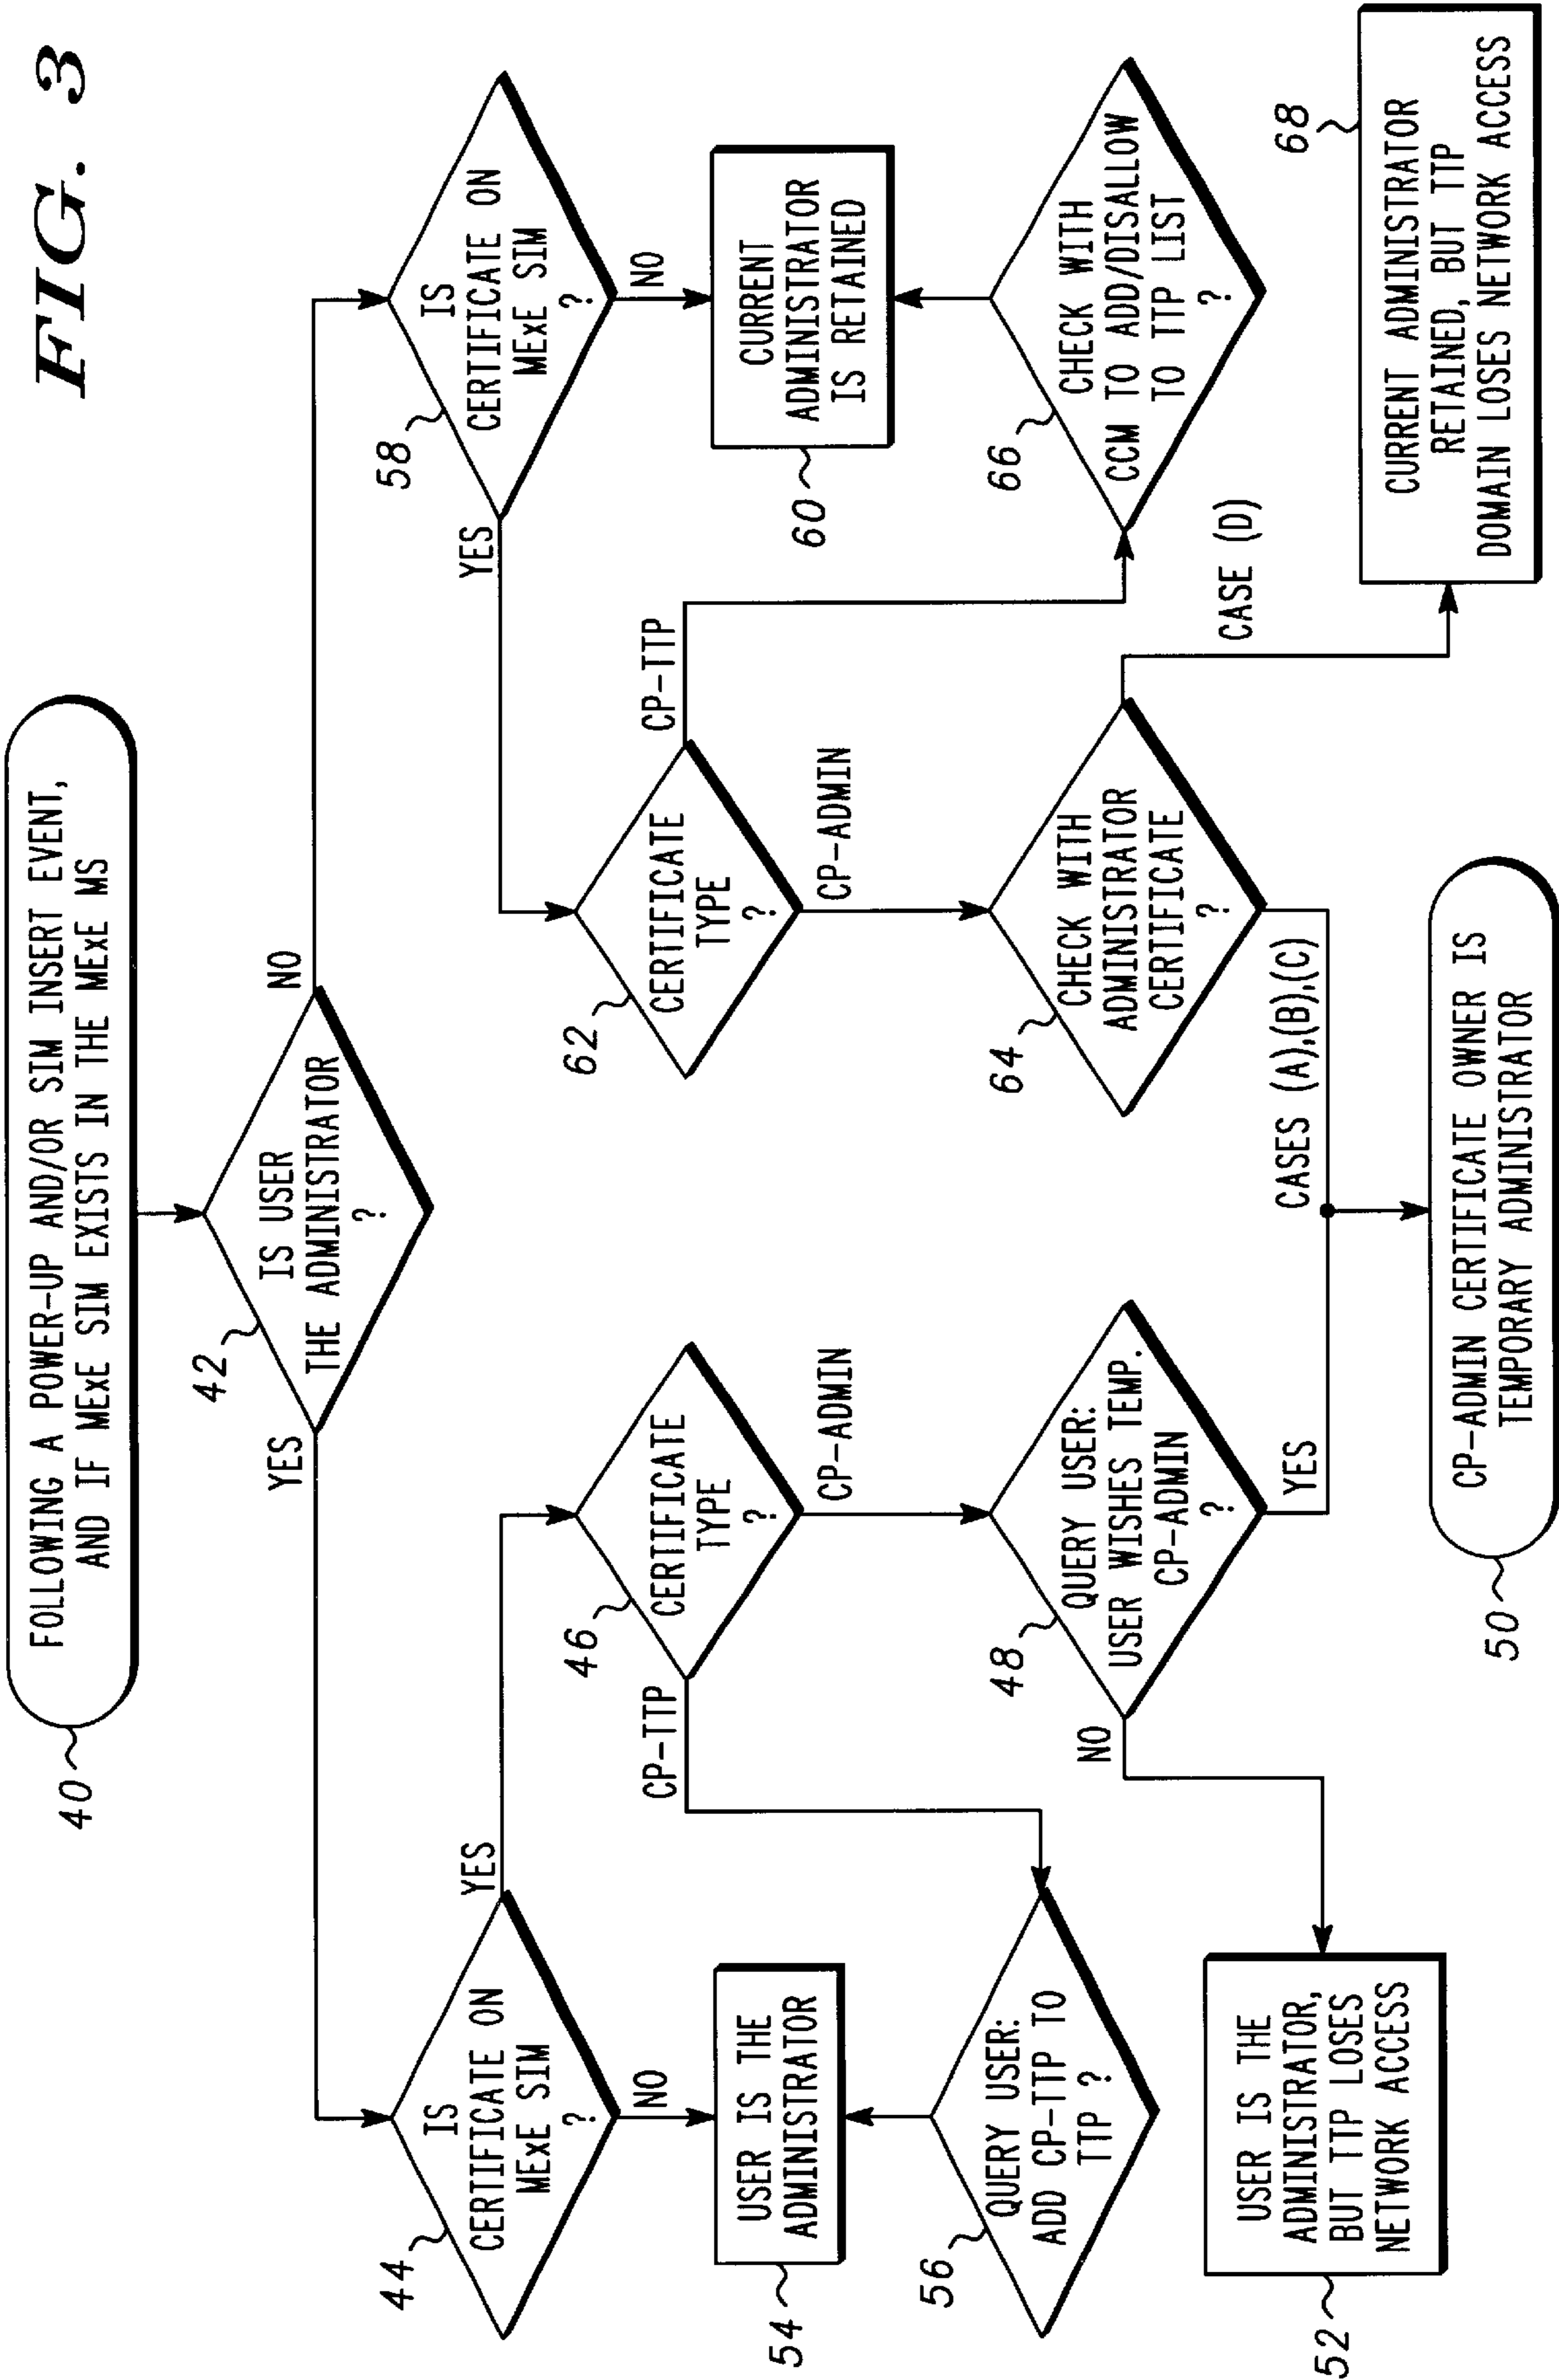 FIG. 3
FOLLOWING A POWER-UP AND/OR SIM INSERT EVENT,
AND IF MEXE SIM EXISTS IN THE MEXE MS
40
IS USER
THE ADMINISTRATOR
?
42
YES
NO
IS
CERTIFICATE ON
MEXE SIM
?
44
YES
NO
CERTIFICATE
TYPE
?
46
CP-TTP
CP-ADMIN
USER IS THE
ADMINISTRATOR
54
QUERY USER:
ADD CP-TTP TO
TTP ?
56
QUERY USER:
USER WISHES TEMP.
CP-ADMIN
?
48
NO
YES
USER IS THE
ADMINISTRATOR,
BUT TTP LOSES
NETWORK ACCESS
52
IS
CERTIFICATE ON
MEXE SIM
?
58
YES
NO
CERTIFICATE
TYPE
?
62
CP-TTP
CP-ADMIN
CURRENT
ADMINISTRATOR
IS RETAINED
60
CHECK WITH
ADMINISTRATOR
CERTIFICATE
?
64
CHECK WITH
CCM TO ADD/DISALLOW
TO TTP LIST
?
66
CASES (A),(B),(C)
CASE (D)
CP-ADMIN CERTIFICATE OWNER IS
TEMPORARY ADMINISTRATOR
50
CURRENT ADMINISTRATOR
RETAINED, BUT TTP
DOMAIN LOSES NETWORK ACCESS
68